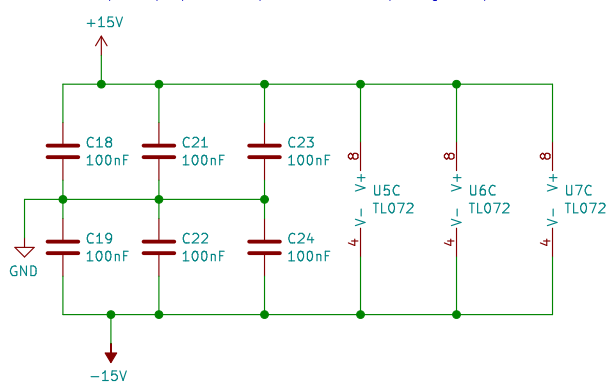 +15V
C18
100nF
C21
100nF
C23
100nF
8
V+
V-
4
U5C
TL072
8
V+
V-
4
U6C
TL072
8
V+
V-
4
U7C
TL072
C19
100nF
C22
100nF
C24
100nF
GND
-15V